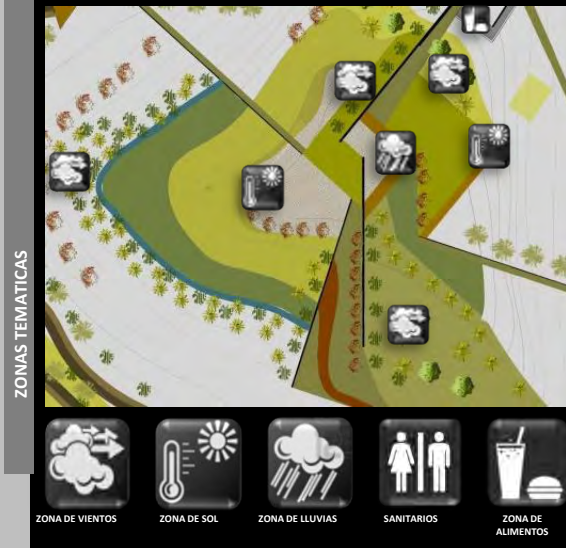 ZONAS TEMATICAS
ZONA DE VIENTOS
ZONA DE SOL
ZONA DE LLUVIAS
SANITARIOS
ZONA DE
ALIMENTOS